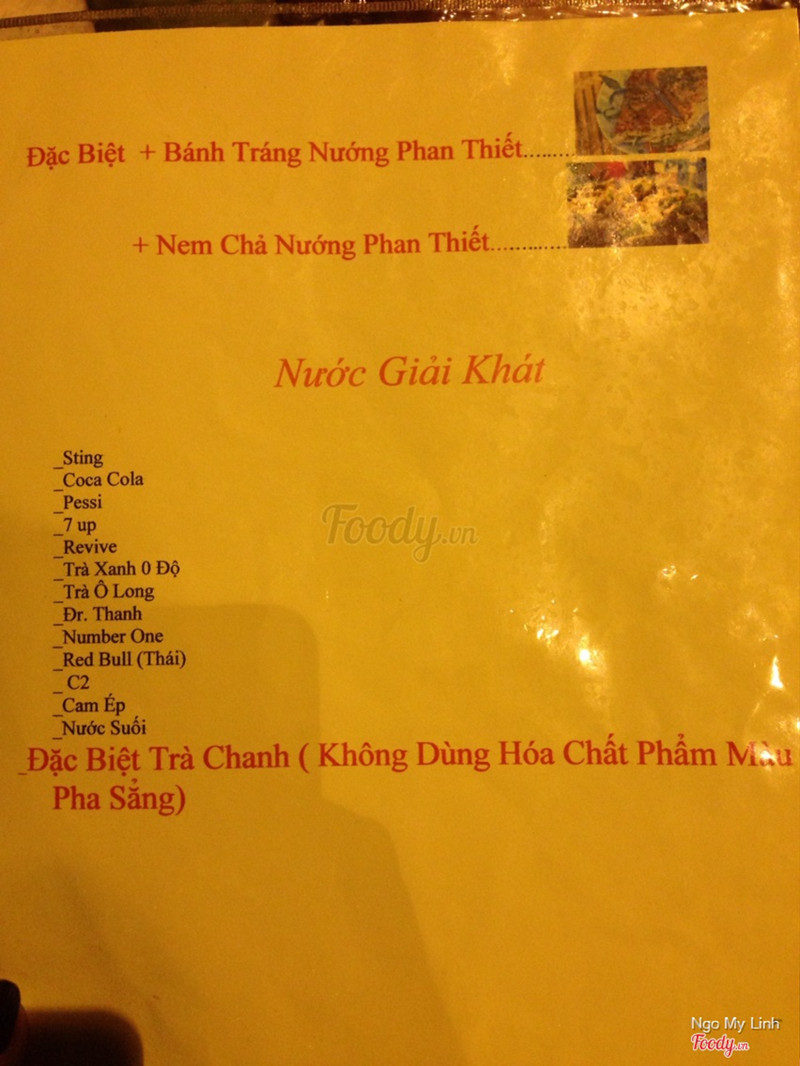 Đặc Biệt + Bánh Tráng Nướng Phan Thiết.........
+ Nem Chả Nướng Phan Thiết.............
Nước Giải Khát
_Sting
_Coca Cola
_Pessi
_7 up
_Revive
_Trà Xanh 0 Độ
_Trà Ô Long
_Đr. Thanh
_Number One
_Red Bull (Thái)
_ C2
_Cam Ép
_Nước Suối
_Đặc Biệt Trà Chanh ( Không Dùng Hóa Chất Phẩm Màu
Pha Sẳng)
Foody.vn
Ngo My Linh
Foody.vn